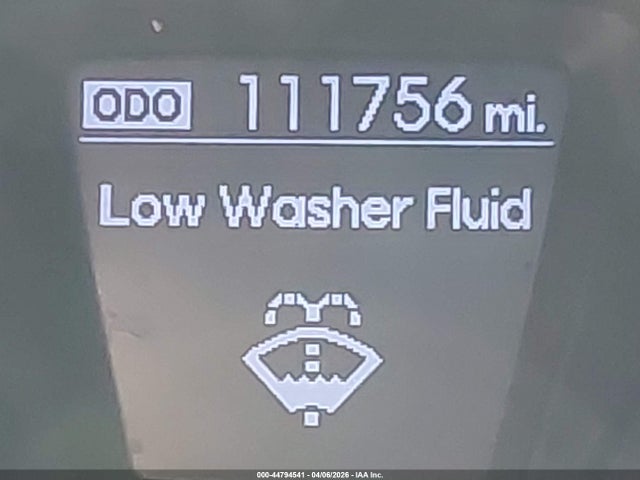 ODO 111756 mi.
Low Washer Fluid
000-44794541 - 04/06/2026 - IAA Inc.